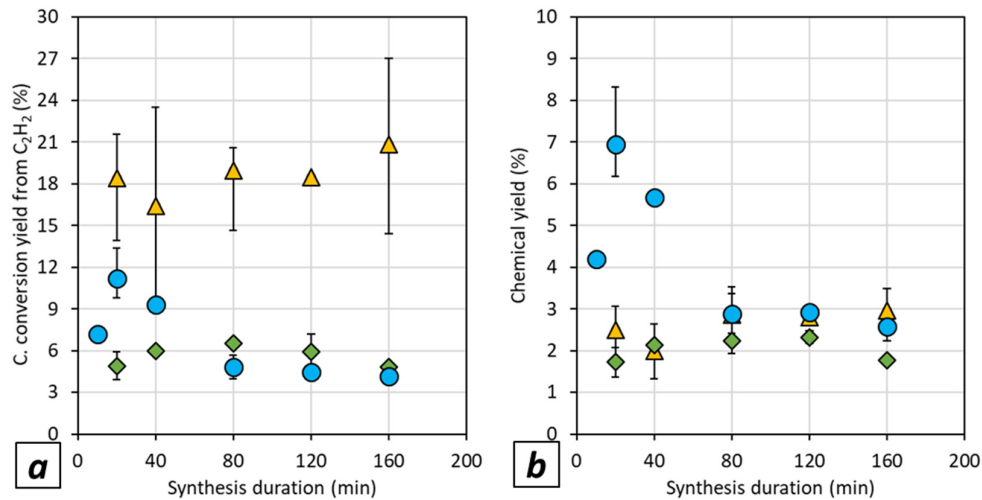 C. conversion yield from C₂H₂ (%)
30
27
24
21
18
15
12
9
6
3
0
0 40 80 120 160 200
Synthesis duration (min)
a
Chemical yield (%)
10
9
8
7
6
5
4
3
2
1
0
0 40 80 120 160 200
Synthesis duration (min)
b